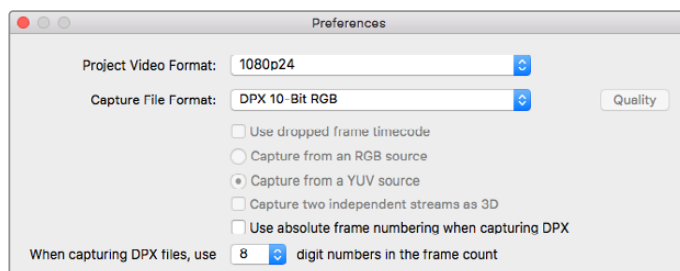 Preferences
Project Video Format: 1080p24
Capture File Format: DPX 10-Bit RGB Quality
Use dropped frame timecode
Capture from an RGB source
Capture from a YUV source
Capture two independent streams as 3D
Use absolute frame numbering when capturing DPX
When capturing DPX files, use 8 digit numbers in the frame count